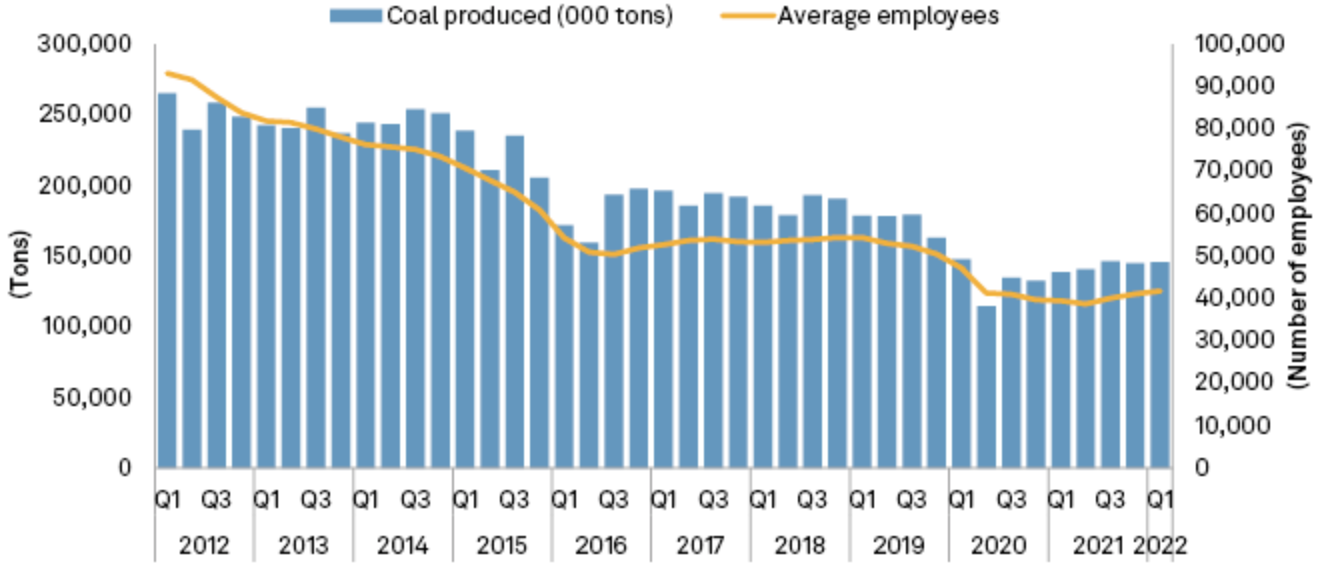 Coal produced (000 tons) Average employees
300,000 100,000
90,000
250,000
80,000
200,000 70,000
60,000
150,000 50,000
40,000
100,000
30,000
50,000 20,000
10,000
0 0
(Tons)
(Number of employees)
Q1 Q3 Q1 Q3 Q1 Q3 Q1 Q3 Q1 Q3 Q1 Q3 Q1 Q3 Q1 Q3 Q1 Q3 Q1 Q3 Q1
2012 2013 2014 2015 2016 2017 2018 2019 2020 2021 2022